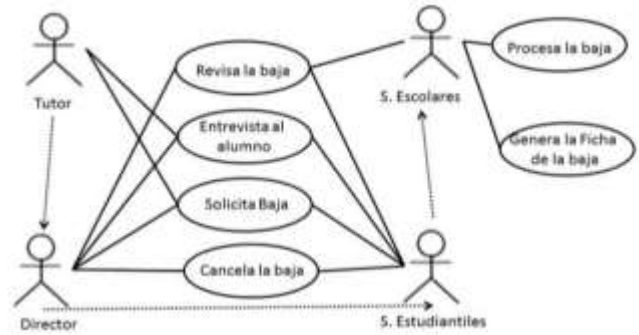 Revisa la baja
Procesa la baja
Tutor
S. Escolares
Entrevista al
alumno
Genera la Ficha
de la baja
Solicita Baja
Cancela la baja
Director
S. Estudiantiles